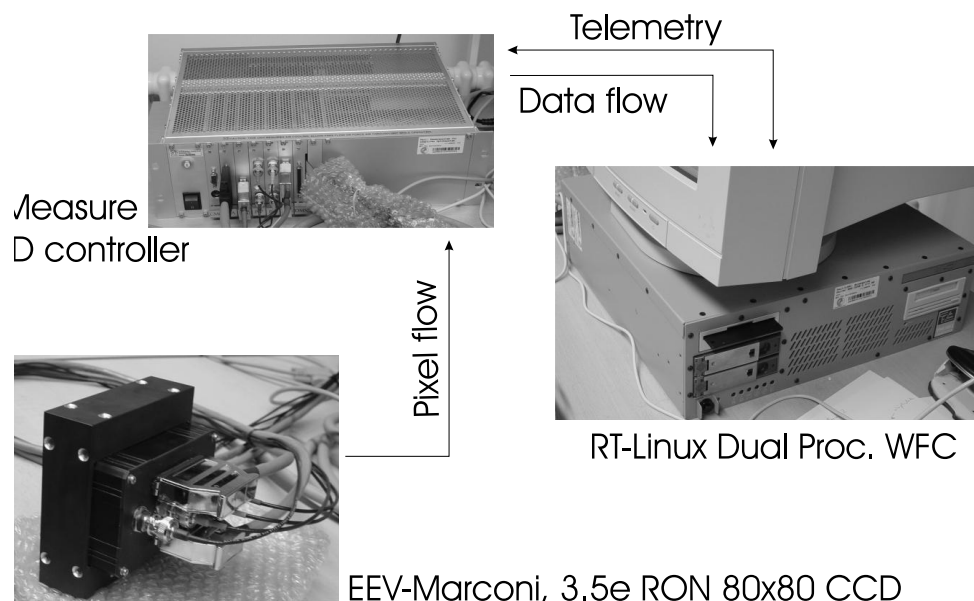 Telemetry
Data flow
Measure
D controller
Pixel flow
RT-Linux Dual Proc. WFC
EEV-Marconi, 3.5e RON 80x80 CCD